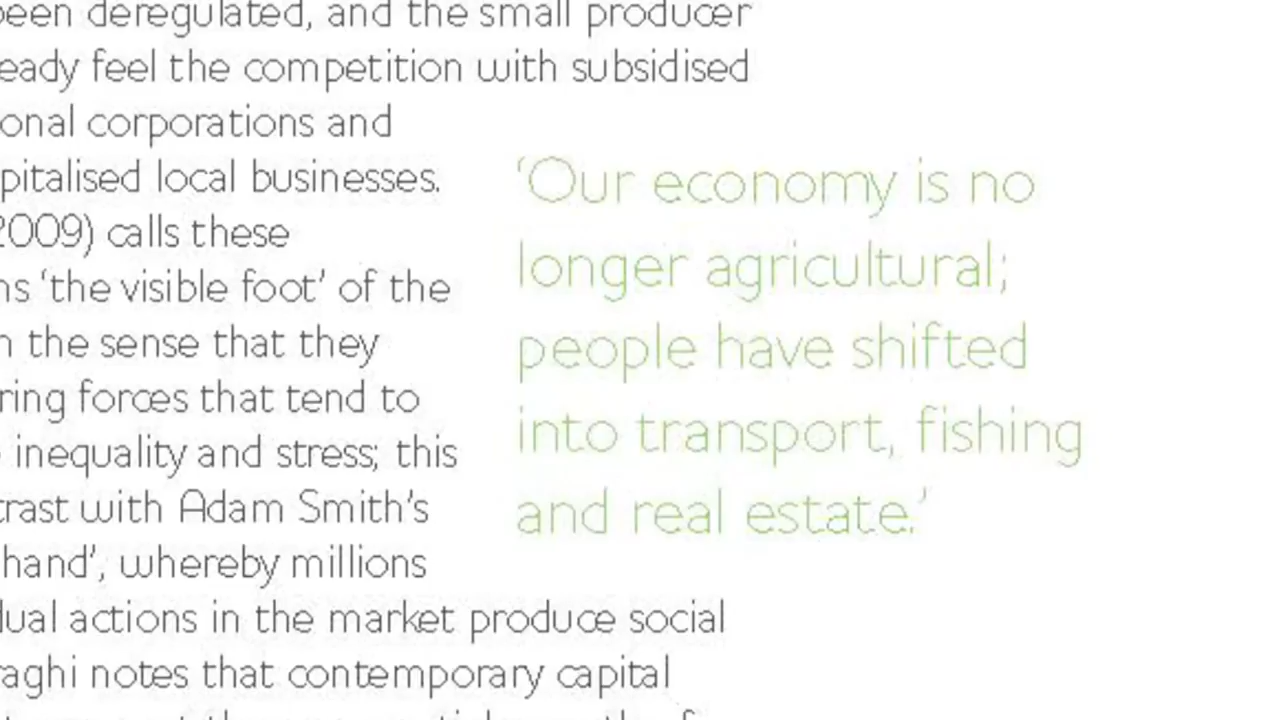 been deregulated, and the small producer
eady feel the competition with subsidised
onal corporations and
pitalised local businesses.
2009) calls these
ns ‘the visible foot’ of the
n the sense that they
ring forces that tend to
inequality and stress; this
trast with Adam Smith’s
hand’, whereby millions
dual actions in the market produce social
raghi notes that contemporary capital
‘Our economy is no
longer agricultural;
people have shifted
into transport, fishing
and real estate.’